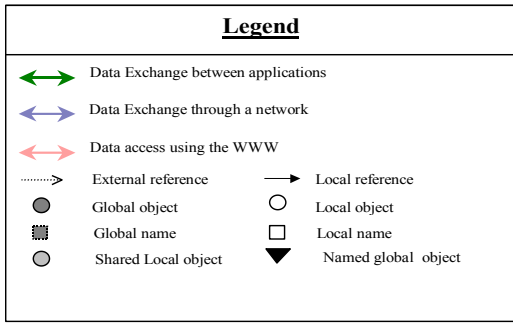 Legend
Data Exchange between applications
Data Exchange through a network
Data access using the WWW
External reference Local reference
Global object Local object
Global name Local name
Shared Local object Named global object